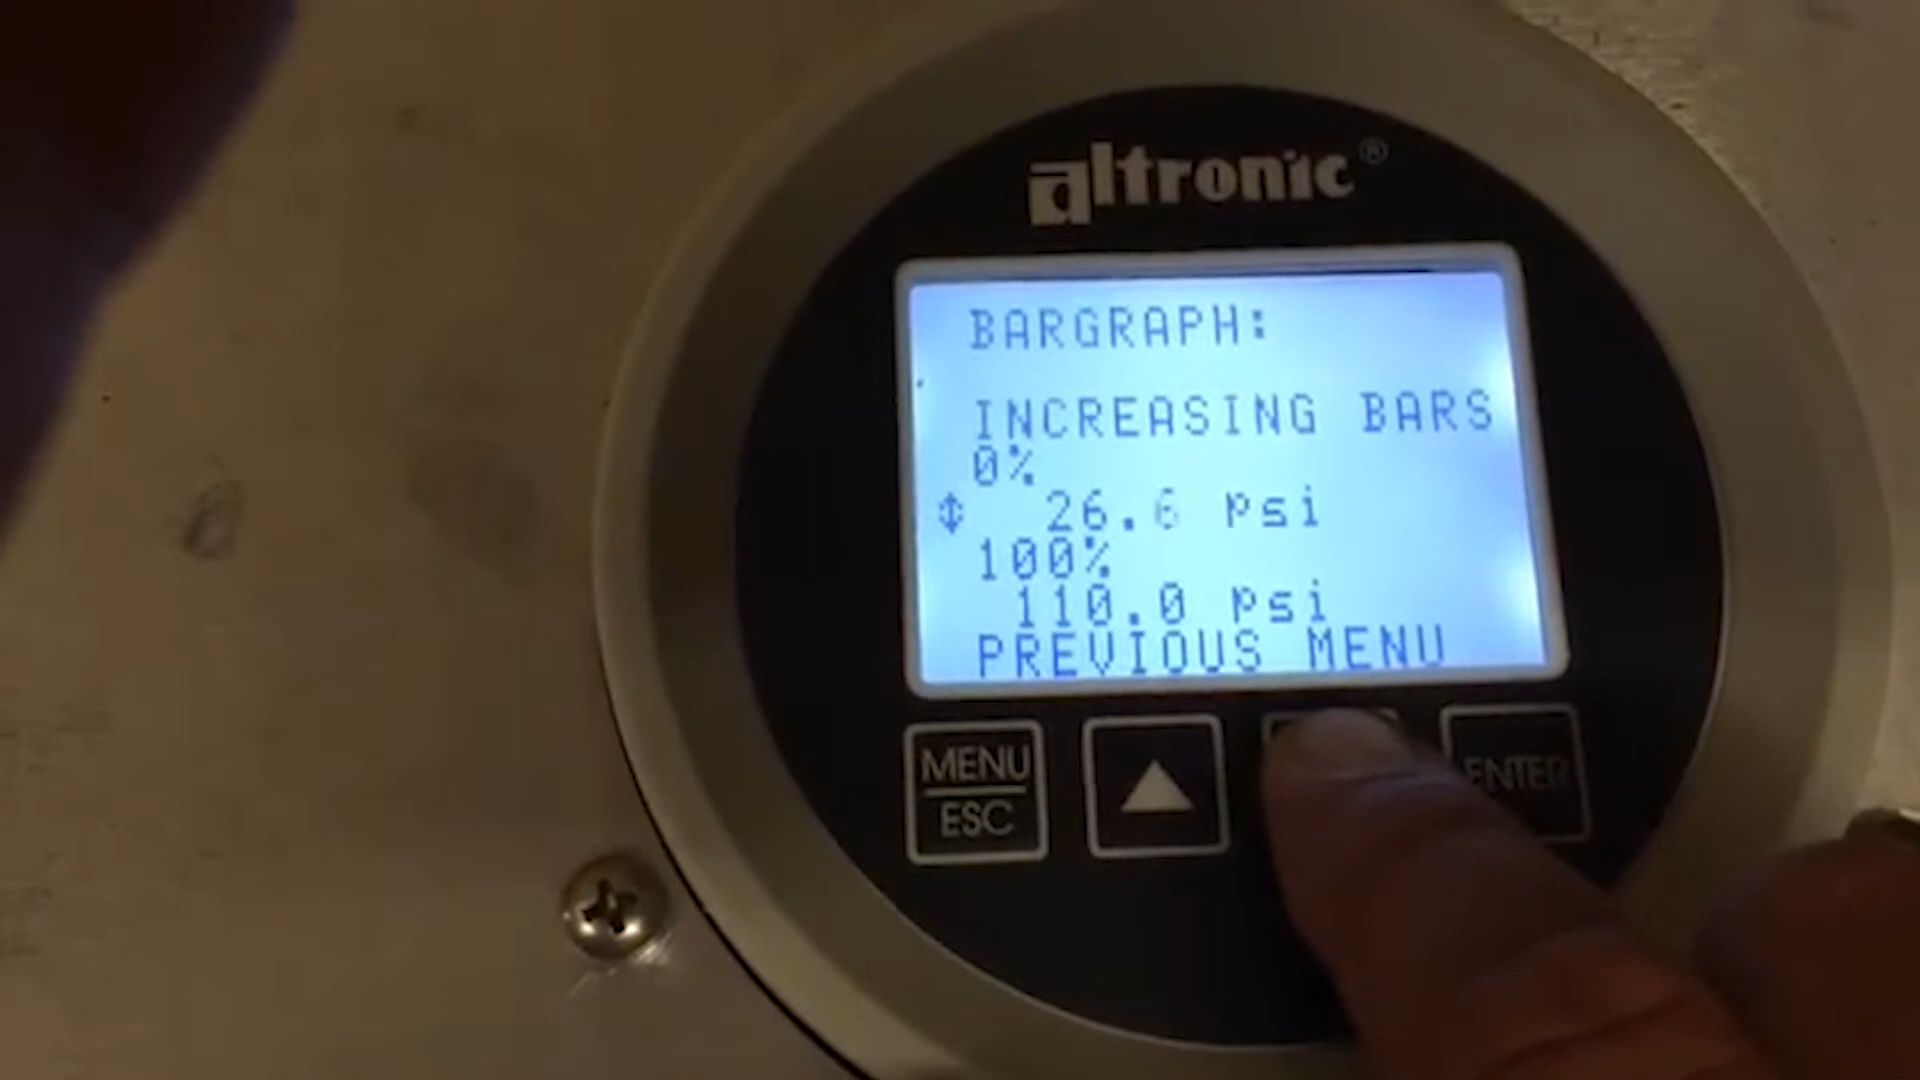 altronic®
BARGRAPH:
INCREASING BARS
0%
↕ 26.6 psi
100%
110.0 psi
PREVIOUS MENU
MENU
ESC
ENTER